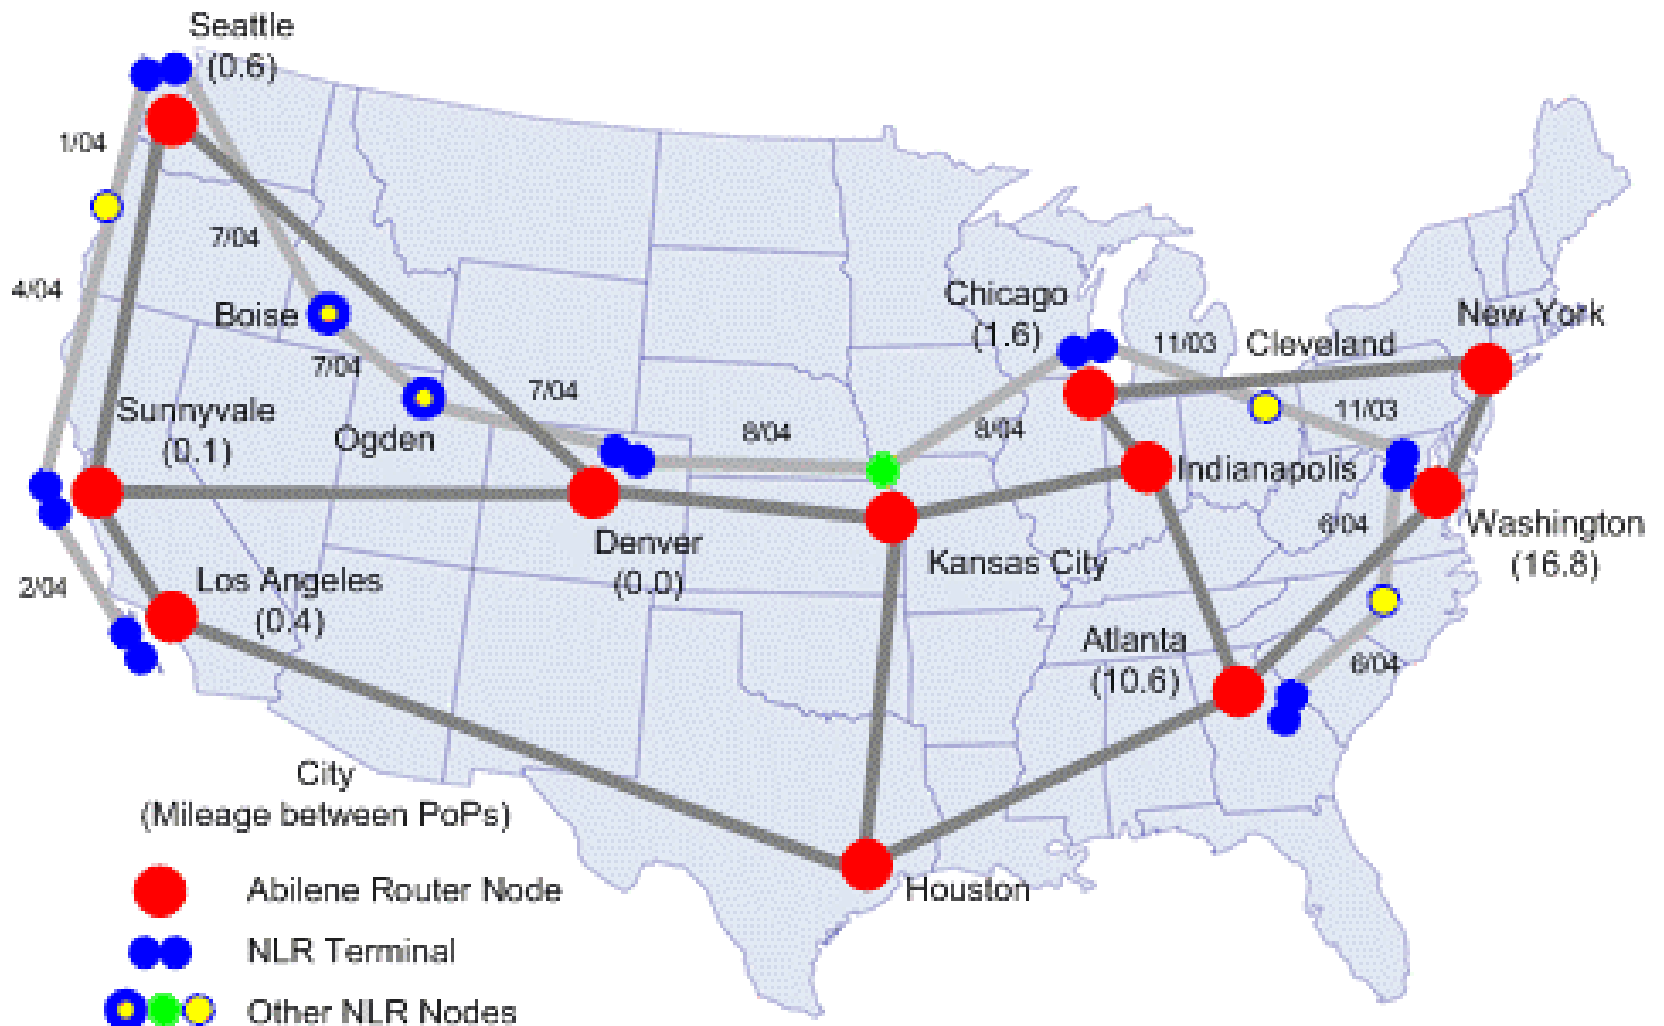 Seattle
(0.6)
1/04
7/04
4/04
Boise
7/04
Sunnyvale
(0.1)
7/04
Ogden
Denver
(0.0)
Los Angeles
(0.4)
2/04
8/04
8/04
Chicago
(1.6)
11/03
Cleveland
New York
11/03
Indianapolis
6/04
Washington
(16.8)
Kansas City
Atlanta
(10.6)
6/04
Houston
City
(Mileage between PoPs)
Abilene Router Node
NLR Terminal
Other NLR Nodes